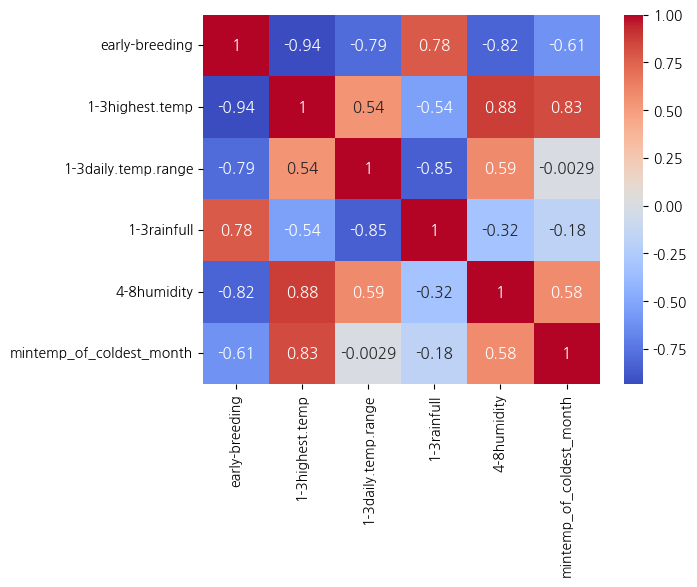 early-breeding 1 -0.94 -0.79 0.78 -0.82 -0.61
1-3highest.temp -0.94 1 0.54 -0.54 0.88 0.83
1-3daily.temp.range -0.79 0.54 1 -0.85 0.59 -0.0029
1-3rainfull 0.78 -0.54 -0.85 1 -0.32 -0.18
4-8humidity -0.82 0.88 0.59 -0.32 1 0.58
mintemp_of_coldest_month -0.61 0.83 -0.0029 -0.18 0.58 1
early-breeding
1-3highest.temp
1-3daily.temp.range
1-3rainfull
4-8humidity
mintemp_of_coldest_month
1.00
0.75
0.50
0.25
0.00
-0.25
-0.50
-0.75